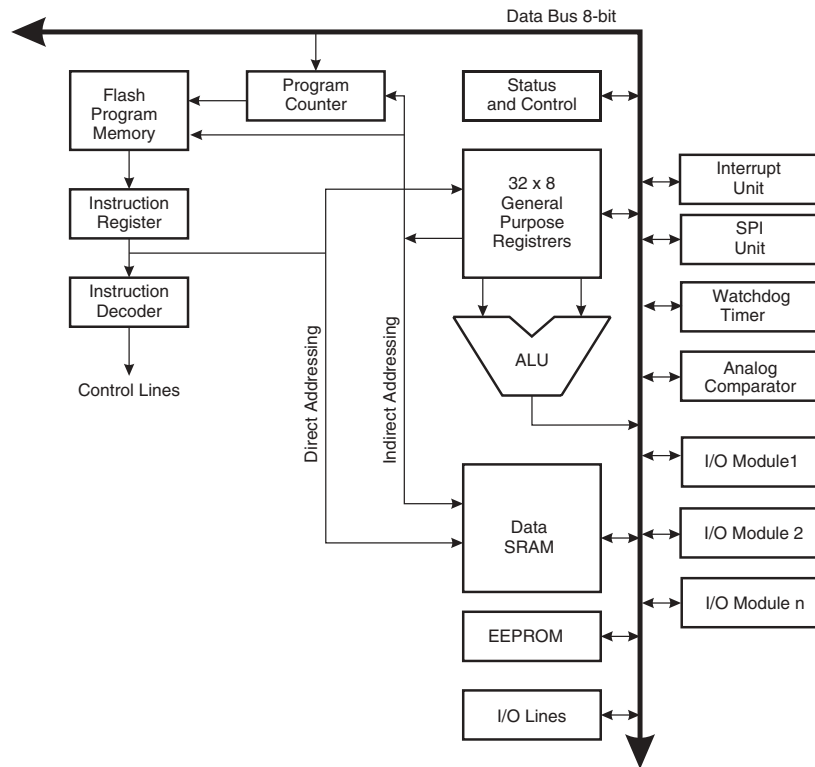 Data Bus 8-bit
Flash
Program
Memory
Program
Counter
Status
and Control
Instruction
Register
32 x 8
General
Purpose
Registrers
Interrupt
Unit
SPI
Unit
Instruction
Decoder
Watchdog
Timer
ALU
Analog
Comparator
Control Lines
Direct Addressing
Indirect Addressing
I/O Module1
Data
SRAM
I/O Module 2
I/O Module n
EEPROM
I/O Lines